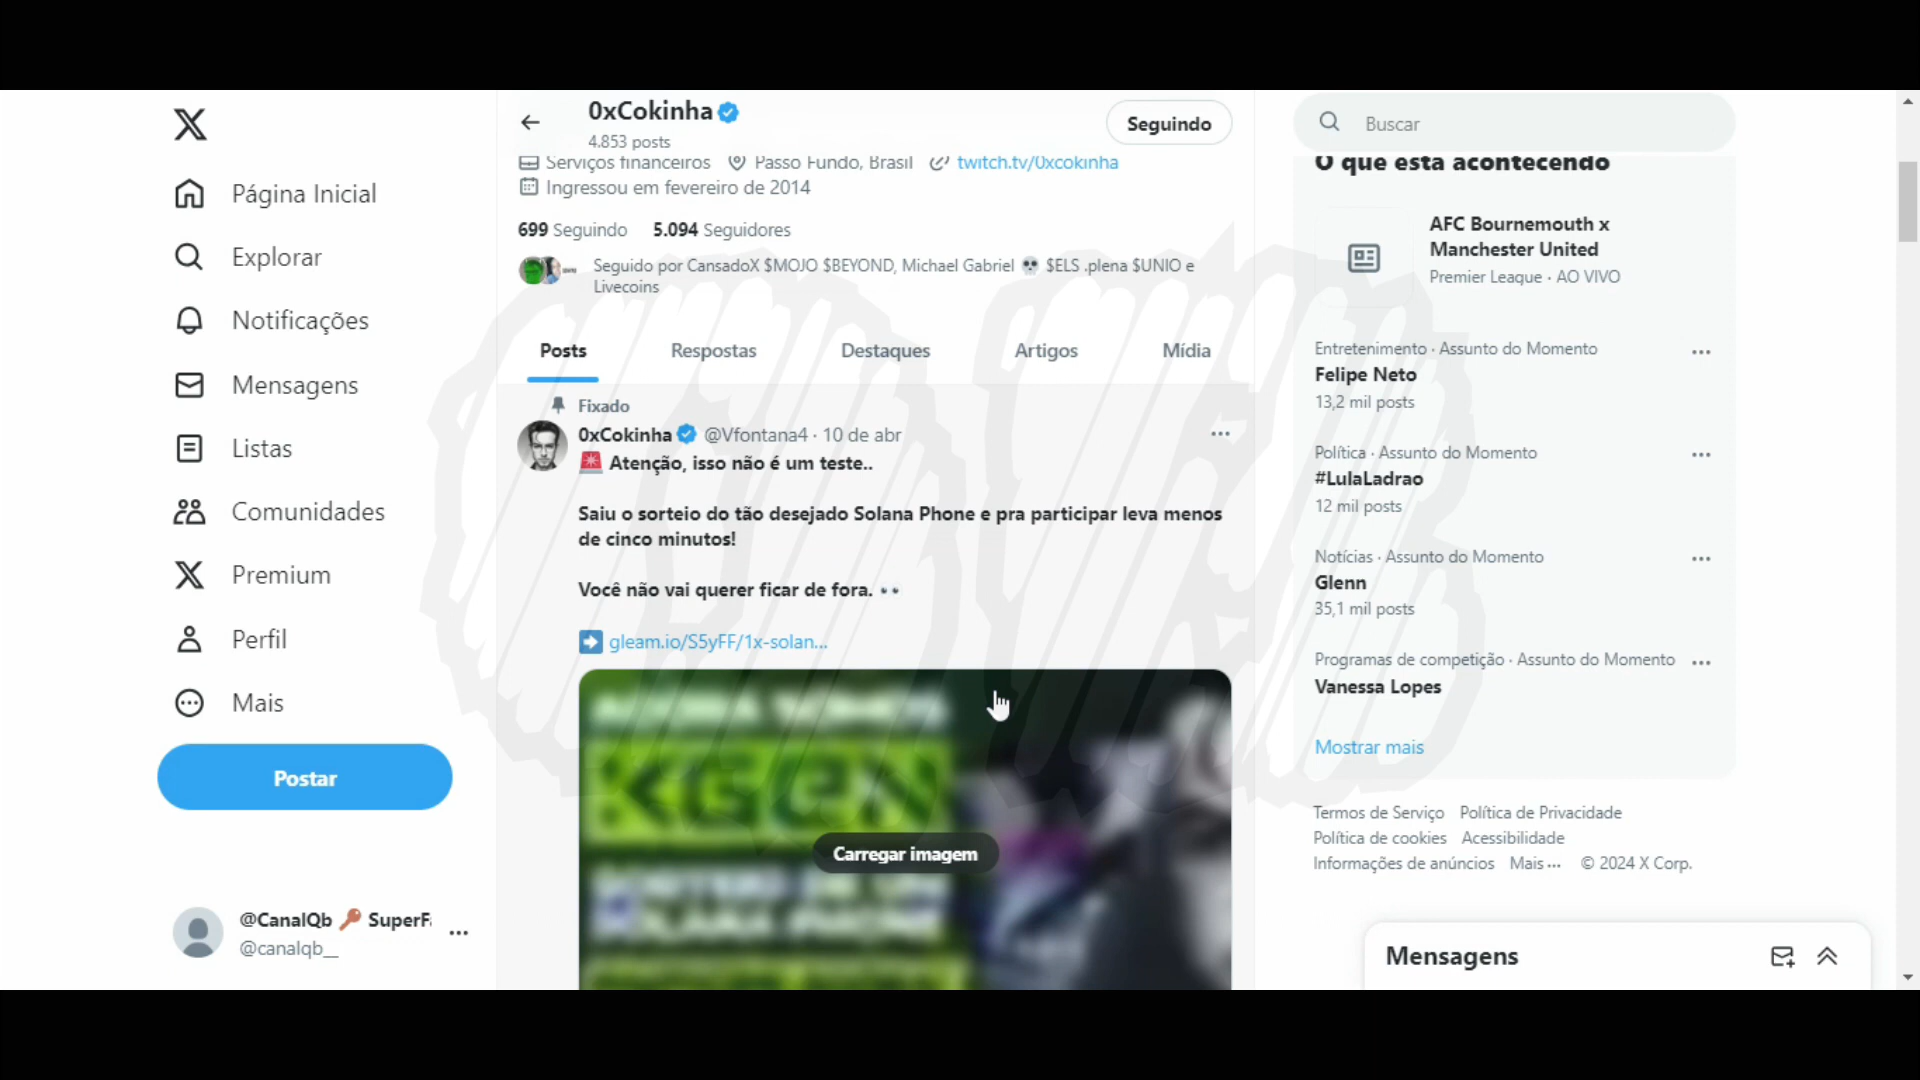 Página Inicial
Explorar
Notificações
Mensagens
Listas
Comunidades
Premium
Perfil
Mais
Postar
@CanalQb 🔑 SuperF
@canalqb__
0xCokinha
4.853 posts
Seguindo
Serviços financeiros Passo Fundo, Brasil twitch.tv/0xcokinha
Ingressou em fevereiro de 2014
699 Seguindo 5.094 Seguidores
Seguido por CansadoX $MOJO $BEYOND, Michael Gabriel 💀 $ELS .plena $UNIO e
Livecoins
Posts Respostas Destaques Artigos Mídia
Fixado
0xCokinha @Vfontana4 · 10 de abr
🚨 Atenção, isso não é um teste..
Saiu o sorteio do tão desejado Solana Phone e pra participar leva menos
de cinco minutos!
Você não vai querer ficar de fora. 👀
➡️ gleam.io/S5yFF/1x-solan...
KGEN
Carregar imagem
SORTEIO DE UM
SOLANA PHONE
Buscar
O que está acontecendo
AFC Bournemouth x
Manchester United
Premier League · AO VIVO
Entretenimento · Assunto do Momento
Felipe Neto
13,2 mil posts
Política · Assunto do Momento
#LulaLadrao
12 mil posts
Notícias · Assunto do Momento
Glenn
35,1 mil posts
Programas de competição · Assunto do Momento
Vanessa Lopes
Mostrar mais
Termos de Serviço Política de Privacidade
Política de cookies Acessibilidade
Informações de anúncios Mais ··· © 2024 X Corp.
Mensagens